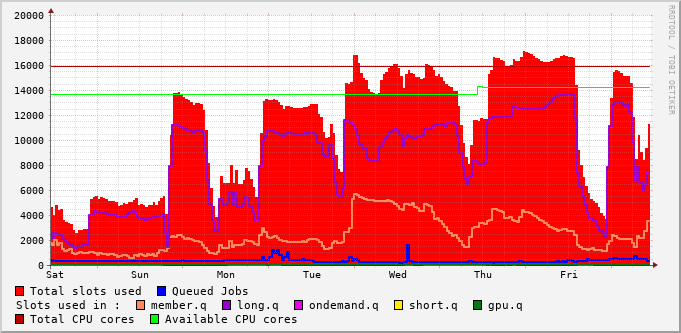 20000
18000
16000
14000
12000
10000
8000
6000
4000
2000
0
Sat Sun Mon Tue Wed Thu Fri
RRDTOOL / TOBI OETIKER
Total slots used Queued Jobs
Slots used in : member.q long.q ondemand.q short.q gpu.q
Total CPU cores Available CPU cores